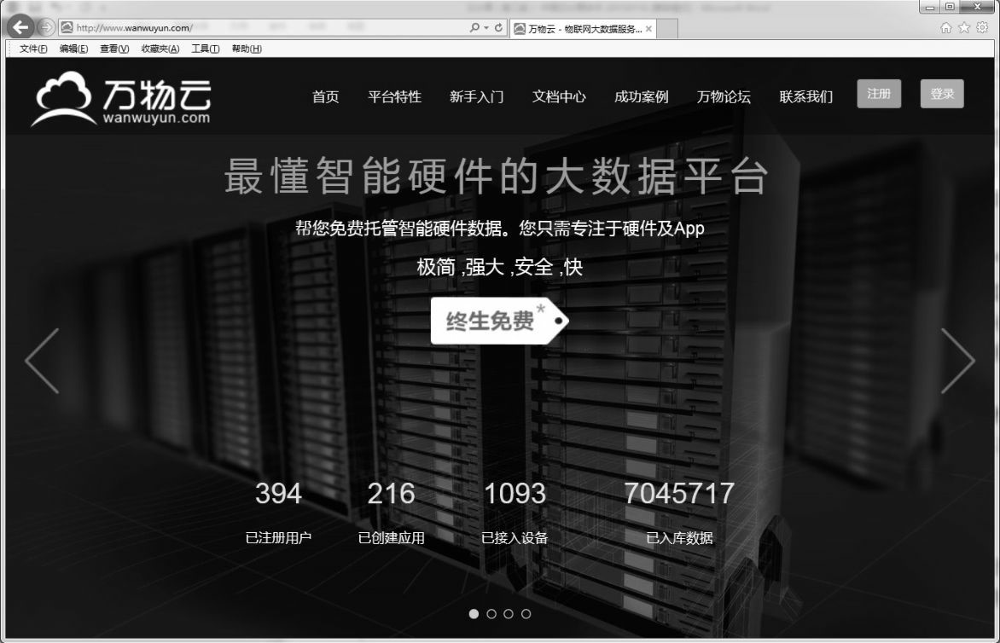 http://www.wanwuyun.com/
万物云 - 物联网大数据服务...
文件(F) 编辑(E) 查看(V) 收藏夹(A) 工具(T) 帮助(H)
万物云
wanwuyun.com
首页 平台特性 新手入门 文档中心 成功案例 万物论坛 联系我们 注册 登录
最懂智能硬件的大数据平台
帮您免费托管智能硬件数据。您只需专注于硬件及App
极简 ,强大 ,安全 ,快
终生免费*
394 216 1093 7045717
已注册用户 已创建应用 已接入设备 已入库数据